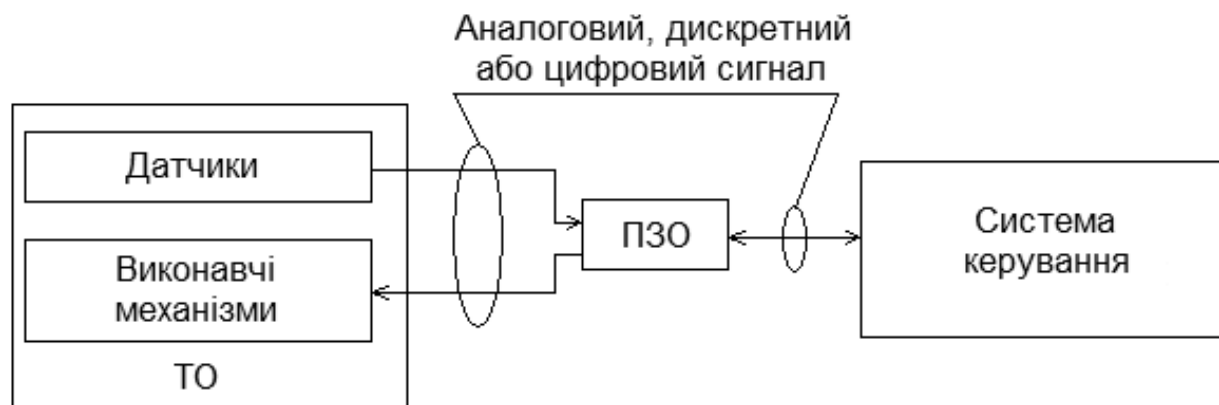 Аналоговий, дискретний
або цифровий сигнал
Датчики
Виконавчі
механізми
ТО
ПЗО
Система
керування